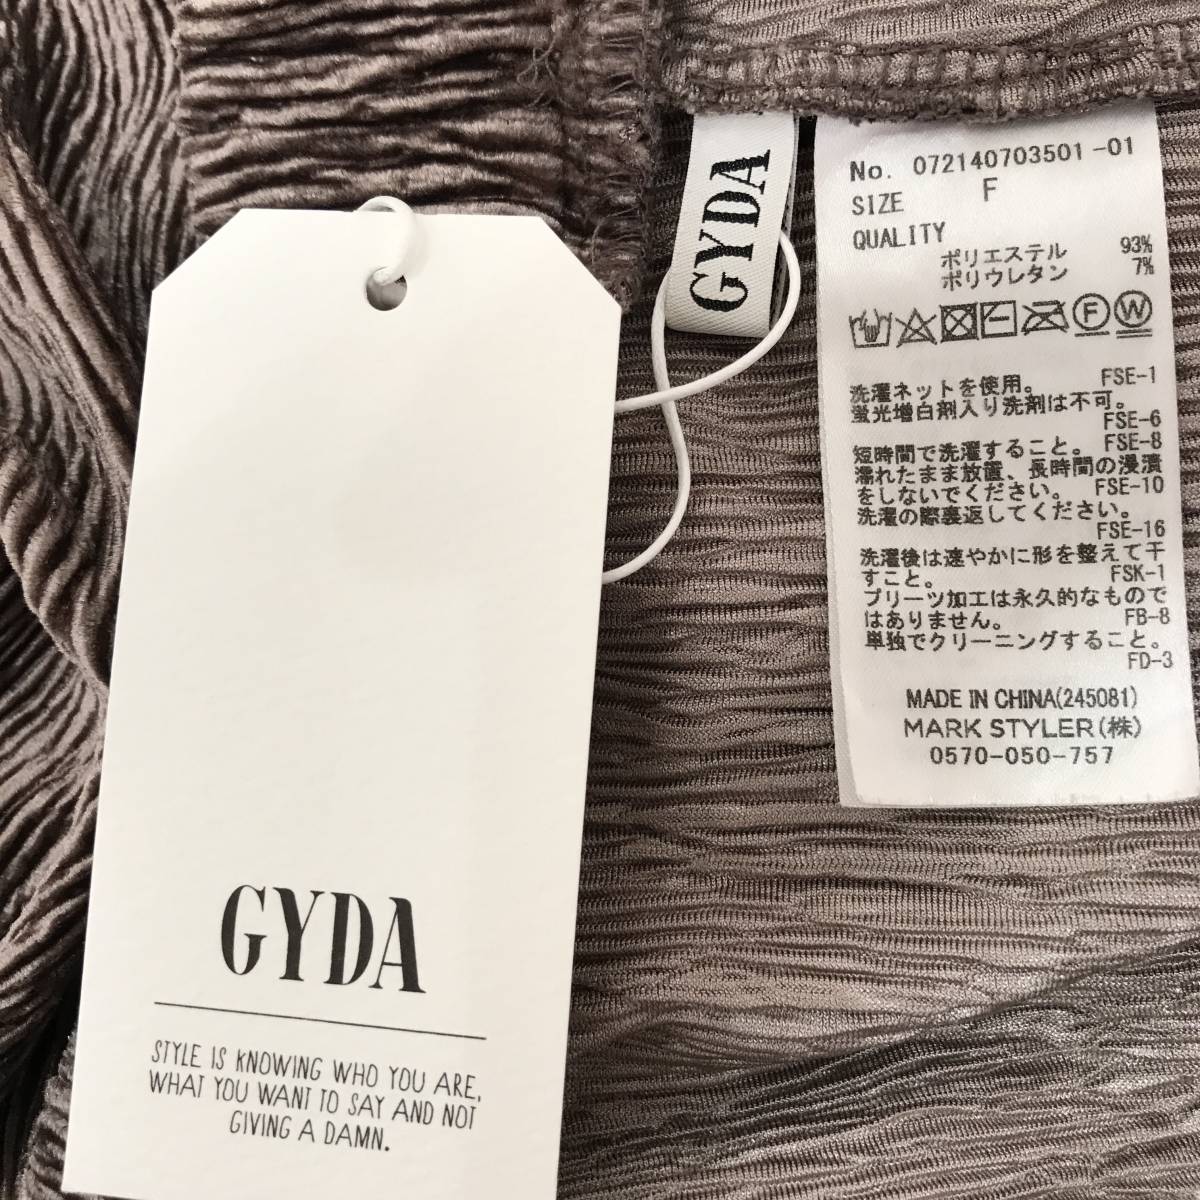 GYDA
STYLE IS KNOWING WHO YOU ARE,
WHAT YOU WANT TO SAY AND NOT
GIVING A DAMN.
GYDA
No. 072140703501-01
SIZE F
QUALITY
ポリエステル 93%
ポリウレタン 7%
F W
洗濯ネットを使用。 FSE-1
蛍光増白剤入り洗剤は不可。
FSE-6
短時間で洗濯すること。 FSE-8
濡れたまま放置、長時間の浸漬
をしないでください。 FSE-10
洗濯の際裏返してください。
FSE-16
洗濯後は速やかに形を整えて干
すこと。 FSK-1
プリーツ加工は永久的なもので
はありません。 FB-8
単独でクリーニングすること。
FD-3
MADE IN CHINA(245081)
MARK STYLER(株)
0570-050-757